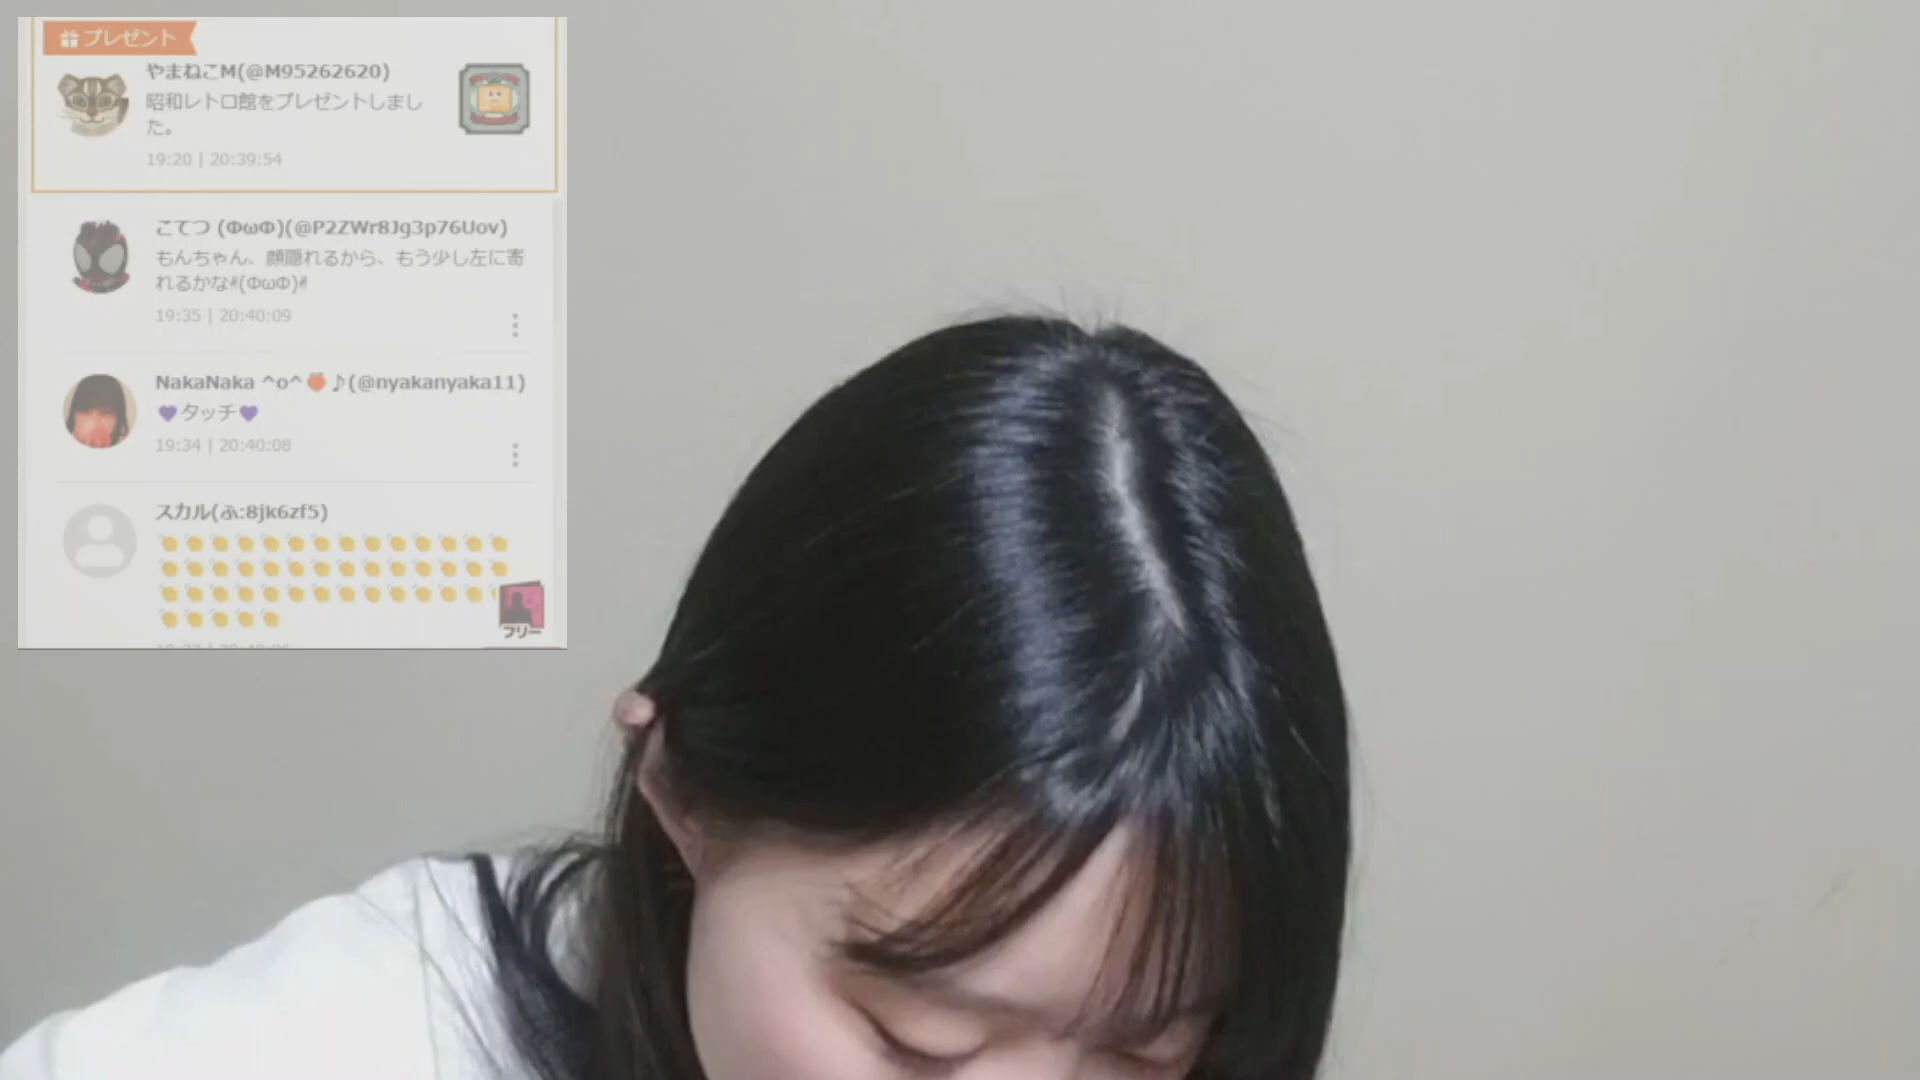 プレゼント
やまねこM(@M95262620)
昭和レトロ館をプレゼントしまし
た。
19:20 | 20:39:54
こてつ (ΦωΦ)(@P2ZWr8Jg3p76Uov)
もんちゃん、顔隠れるから、もう少し左に寄
れるかな✌(ΦωΦ)✌
19:35 | 20:40:09
NakaNaka ^o^🍑♪(@nyakanyaka11)
💜タッチ💜
19:34 | 20:40:08
スカル(ふ:8jk6zf5)
フリー